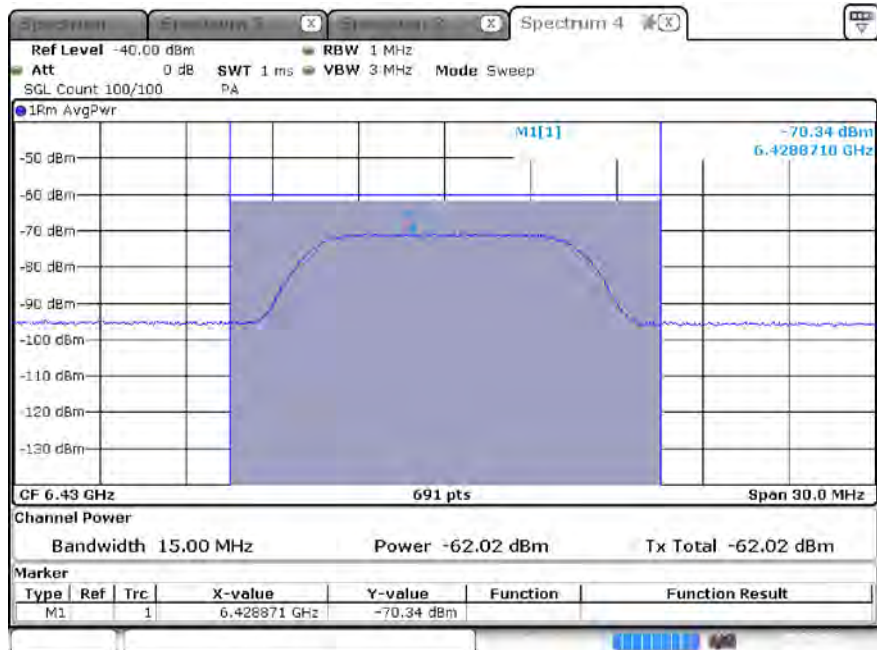 Spectrum 4
Ref Level -40.00 dBm RBW 1 MHz
Att 0 dB SWT 1 ms VBW 3 MHz Mode Sweep
SGL Count 100/100 PA
1Rm AvgPwr
M1[1] -70.34 dBm
6.4288710 GHz
-50 dBm
-60 dBm
-70 dBm
-80 dBm
-90 dBm
-100 dBm
-110 dBm
-120 dBm
-130 dBm
CF 6.43 GHz 691 pts Span 30.0 MHz
Channel Power
Bandwidth 15.00 MHz Power -62.02 dBm Tx Total -62.02 dBm
Marker
Type Ref Trc X-value Y-value Function Function Result
M1 1 6.428871 GHz -70.34 dBm